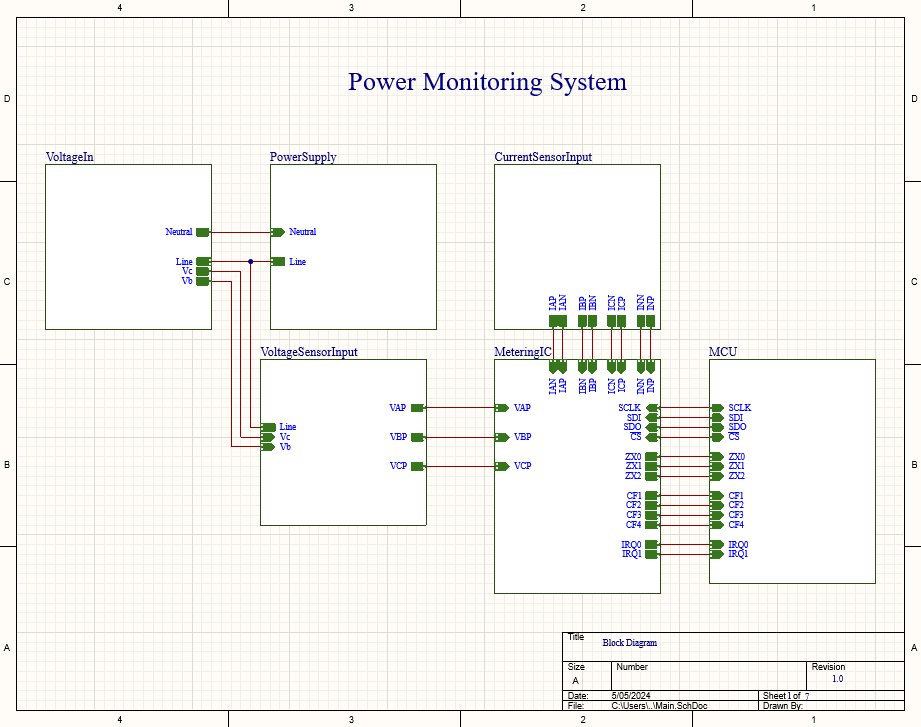 4 3 2 1
Power Monitoring System
D D
VoltageIn PowerSupply CurrentSensorInput
Neutral Neutral
Line Line
Vc
Vb
C C
IAP IAN IBP IBN ICN ICP INN INP
VoltageSensorInput MeteringIC MCU
IAN IAP IBN IBP ICN ICP INN INP
VAP VAP SCLK SCLK
SDI SDI
Line SDO SDO
Vc VBP VBP CS CS
Vb
ZX0 ZX0
B VCP VCP ZX1 ZX1 B
ZX2 ZX2
CF1 CF1
CF2 CF2
CF3 CF3
CF4 CF4
IRQ0 IRQ0
IRQ1 IRQ1
A A
Title
Block Diagram
Size Number Revision
A 1.0
Date: 5/05/2024 Sheet 1 of 7
File: C:\Users\..\Main.SchDoc Drawn By:
4 3 2 1